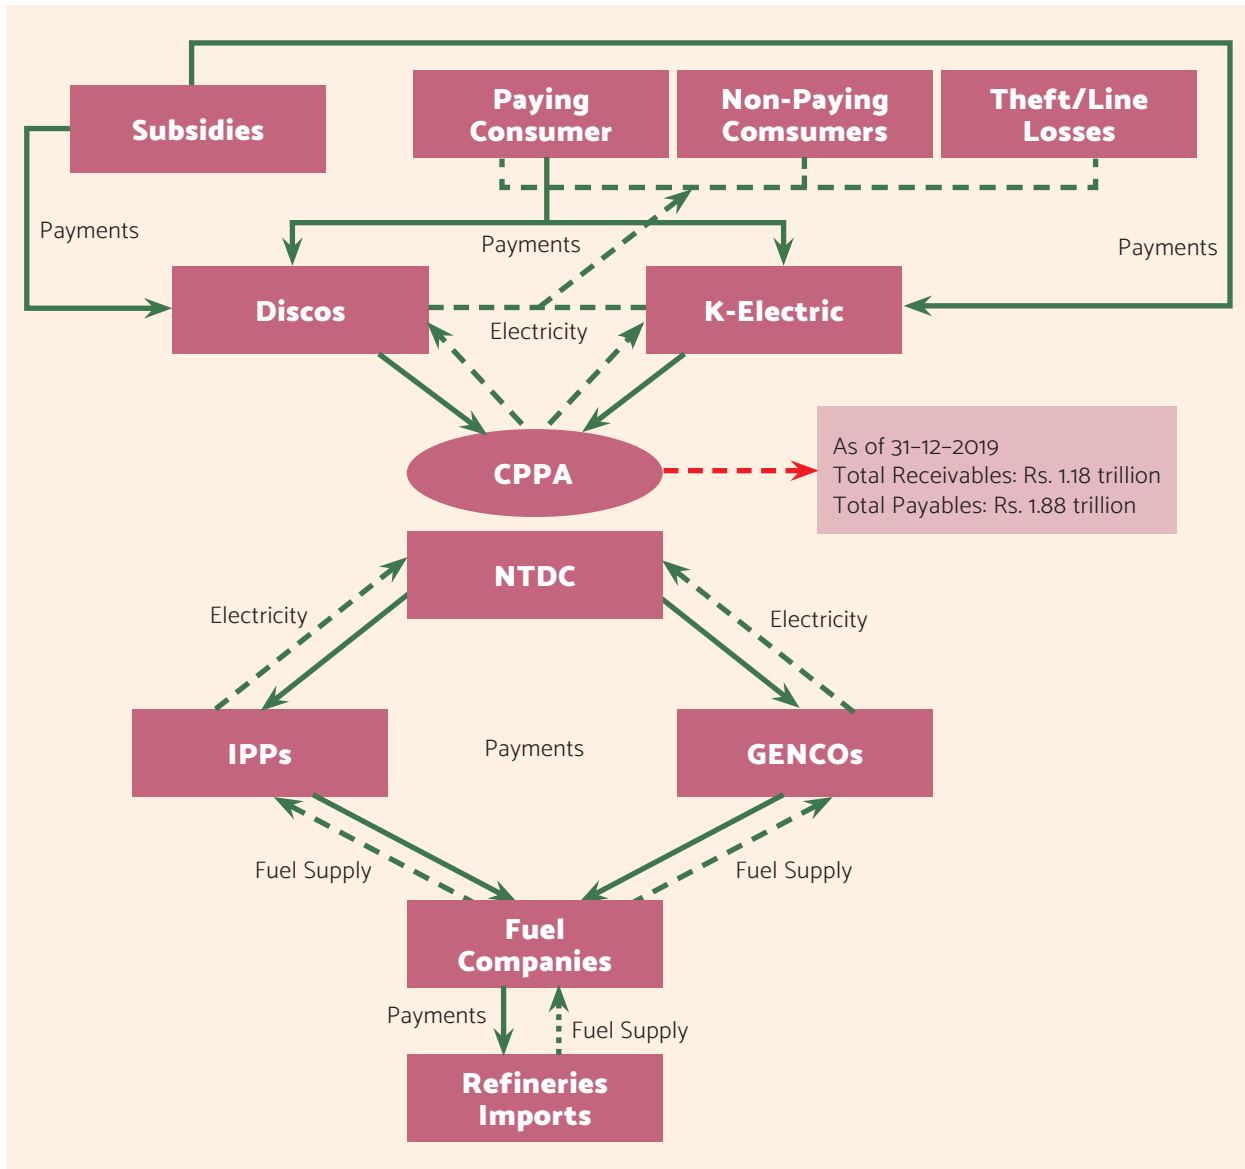 Subsidies
Paying
Consumer
Non-Paying
Comsumers
Theft/Line
Losses
Payments
Payments
Payments
Discos
K-Electric
Electricity
CPPA
As of 31-12-2019
Total Receivables: Rs. 1.18 trillion
Total Payables: Rs. 1.88 trillion
NTDC
Electricity
Electricity
IPPs
Payments
GENCOs
Fuel Supply
Fuel Supply
Fuel
Companies
Payments
Fuel Supply
Refineries
Imports